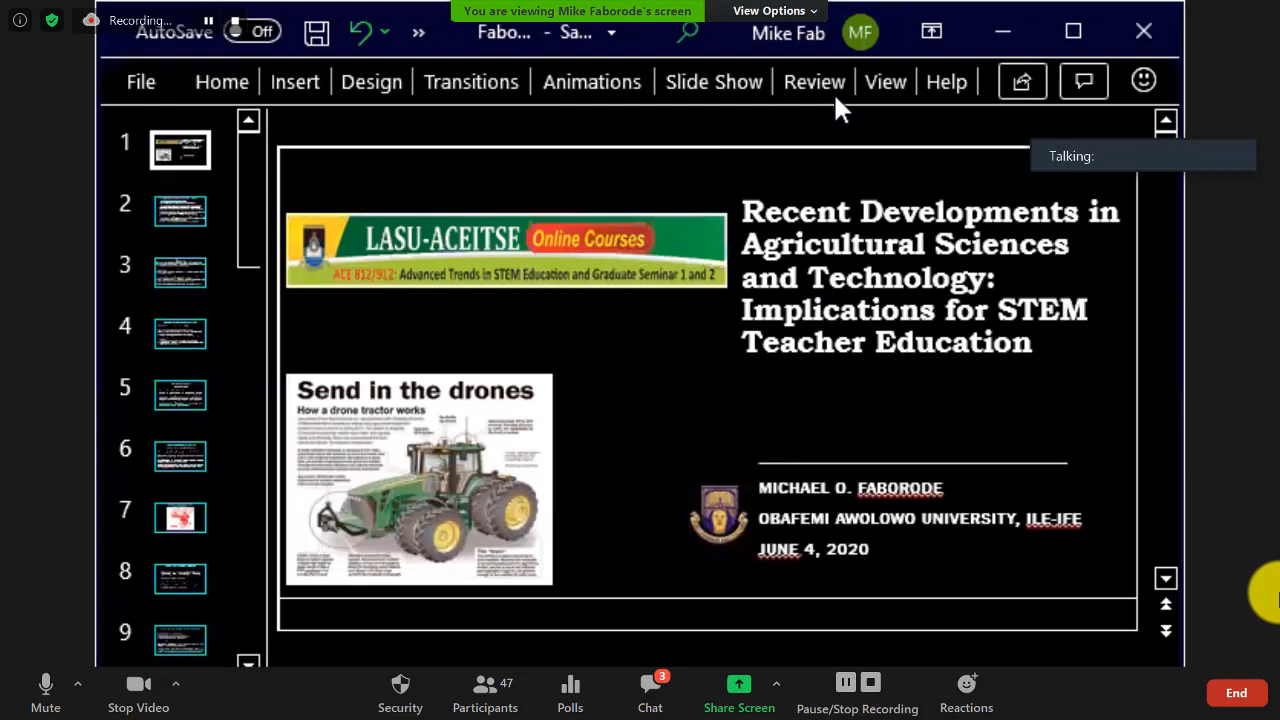 Recording...
You are viewing Mike Faborode's screen
View Options
AutoSave Off
Fabo... - Sa...
Mike Fab MF
File Home Insert Design Transitions Animations Slide Show Review View Help
Talking:
1
2
3
4
5
6
7
8
9
LASU-ACEITSE Online Courses
ACE 812/912: Advanced Trends in STEM Education and Graduate Seminar 1 and 2
Recent Developments in
Agricultural Sciences
and Technology:
Implications for STEM
Teacher Education
Send in the drones
How a drone tractor works
MICHAEL O. FABORODE
OBAFEMI AWOLOWO UNIVERSITY, ILE-IFE
JUNE 4, 2020
Mute
Stop Video
Security
47
Participants
Polls
3
Chat
Share Screen
Pause/Stop Recording
Reactions
End